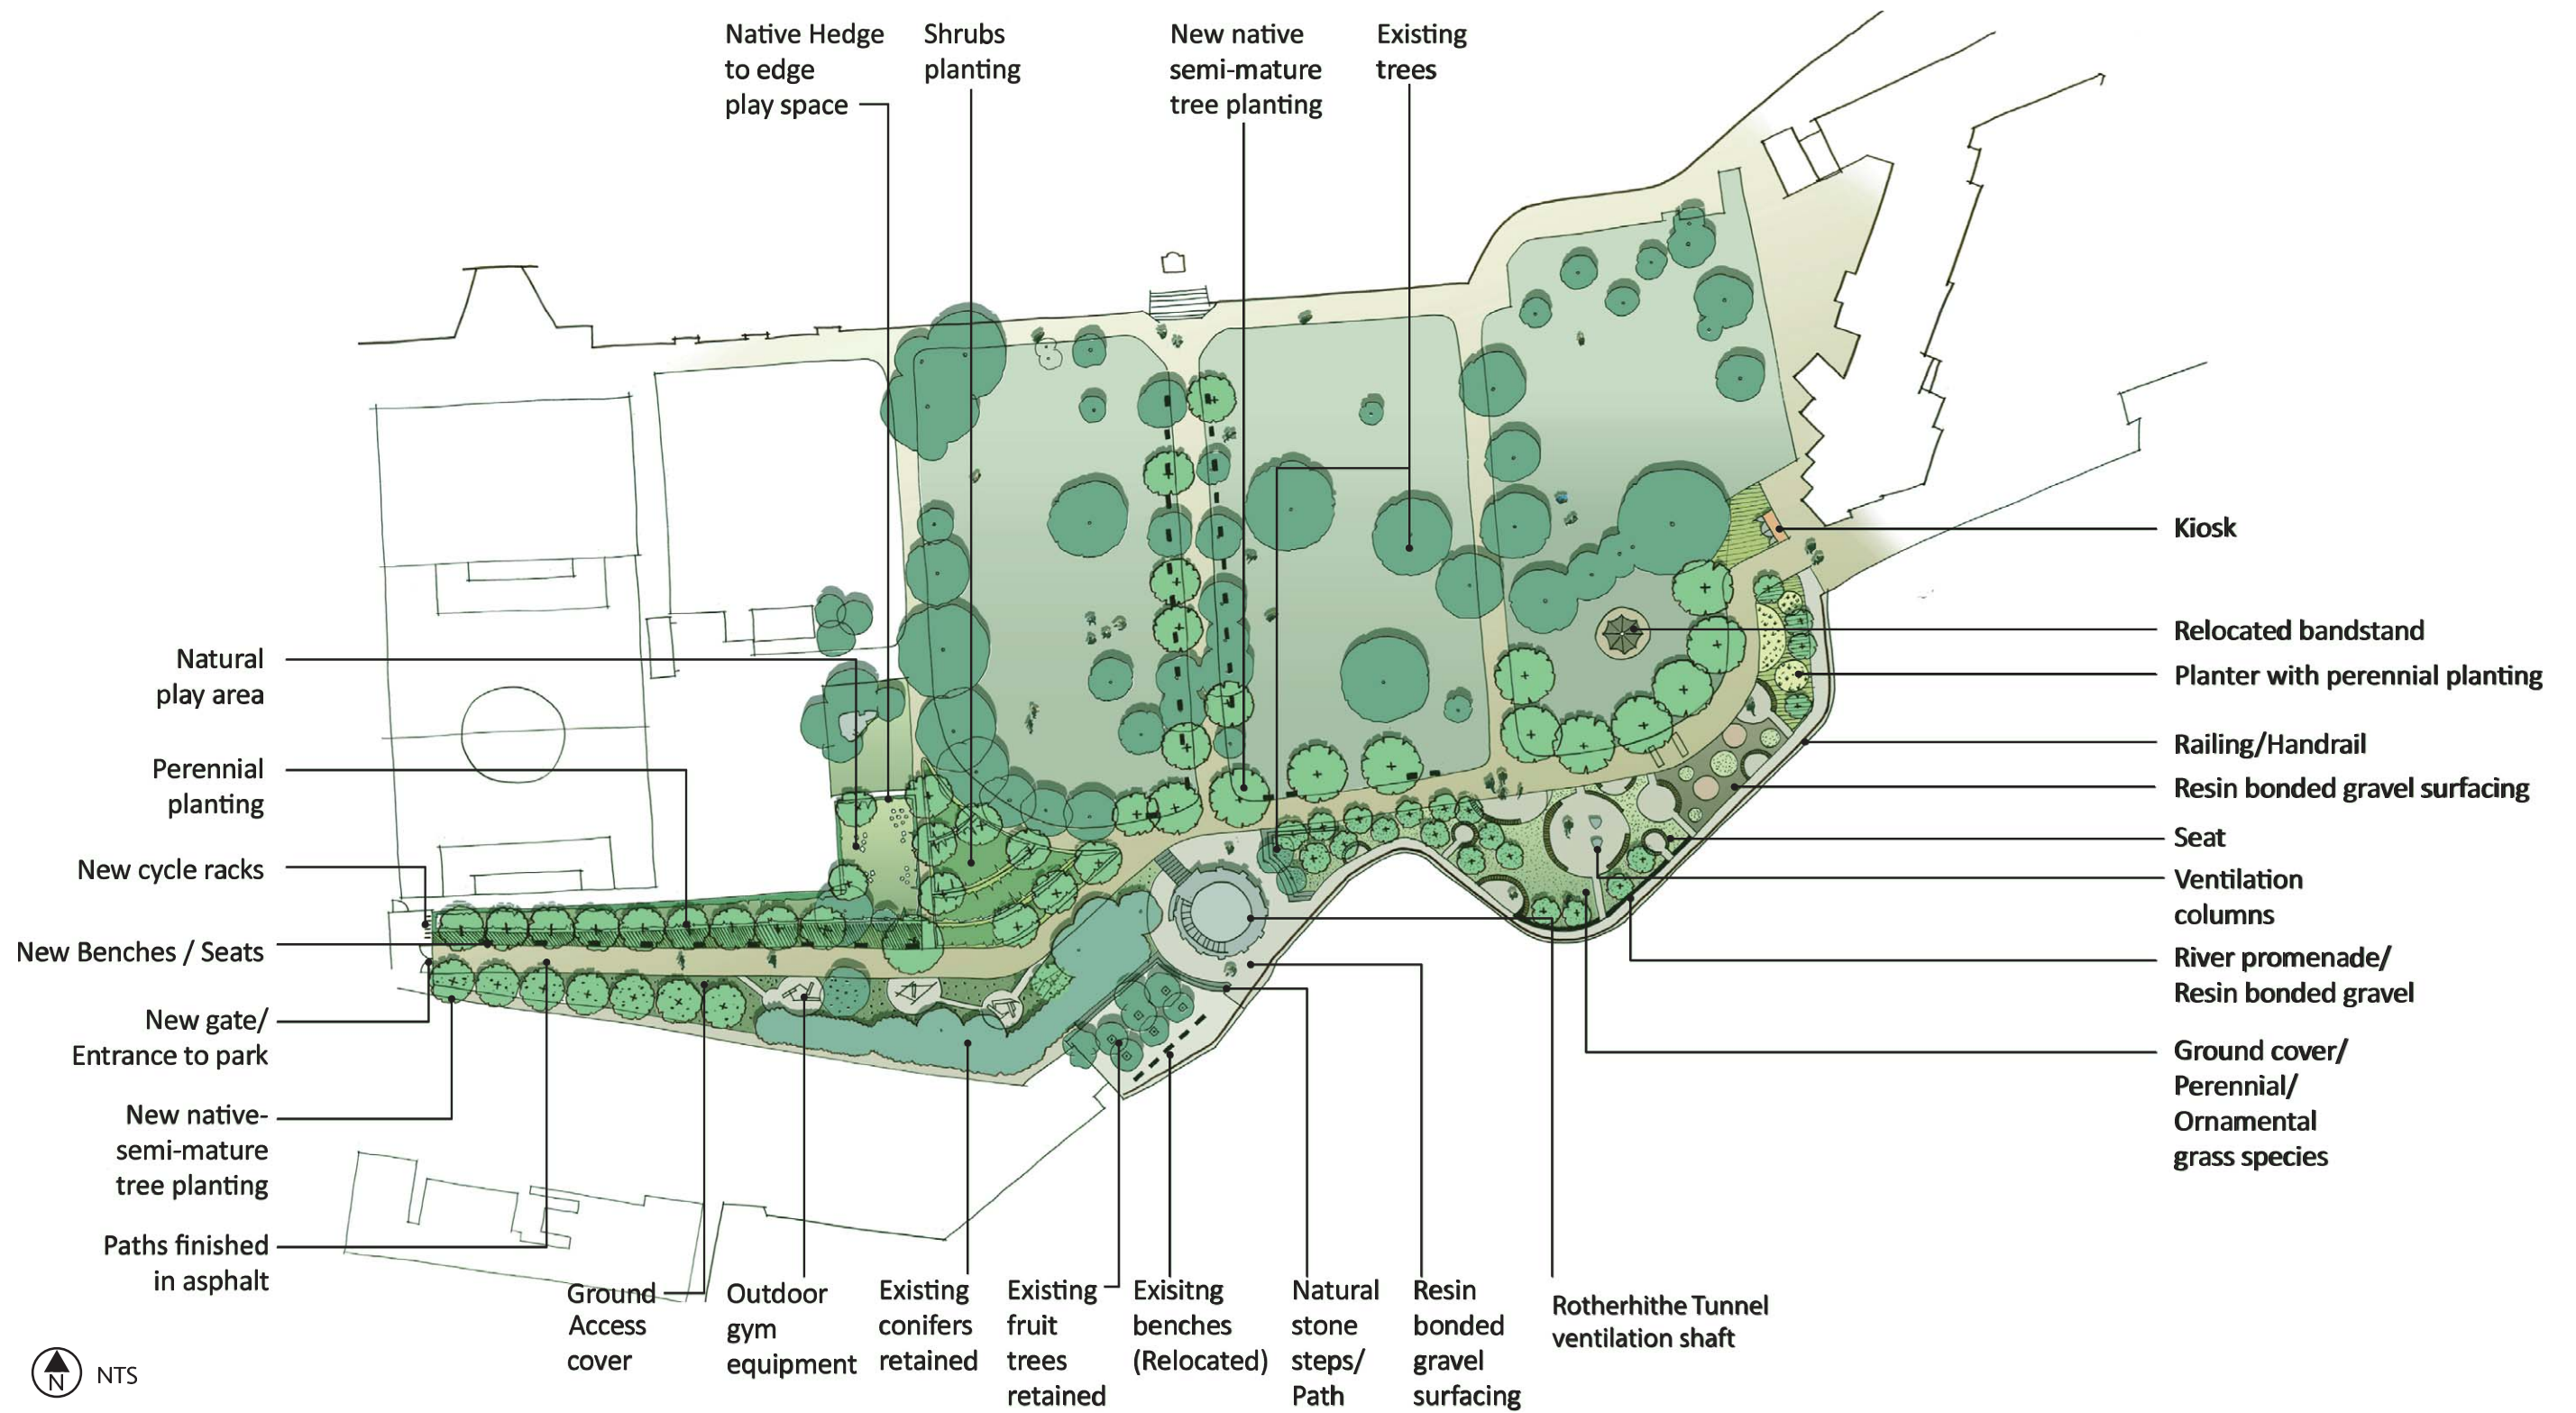 Native Hedge
to edge
play space
Shrubs
planting
New native
semi-mature
tree planting
Existing
trees
Natural
play area
Perennial
planting
New cycle racks
New Benches / Seats
New gate/
Entrance to park
New native-
semi-mature
tree planting
Paths finished
in asphalt
Kiosk
Relocated bandstand
Planter with perennial planting
Railing/Handrail
Resin bonded gravel surfacing
Seat
Ventilation
columns
River promenade/
Resin bonded gravel
Ground cover/
Perennial/
Ornamental
grass species
Ground
Access
cover
Outdoor
gym
equipment
Existing
conifers
retained
Existing
fruit
trees
retained
Exisitng
benches
(Relocated)
Natural
stone
steps/
Path
Resin
bonded
gravel
surfacing
Rotherhithe Tunnel
ventilation shaft
N
NTS